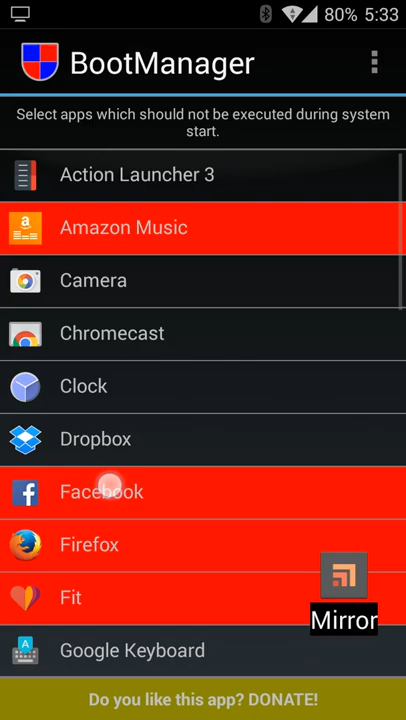 80% 5:33
BootManager
Select apps which should not be executed during system
start.
Action Launcher 3
a
Amazon Music
Camera
Chromecast
Clock
Dropbox
f
Facebook
Firefox
Fit
Mirror
A
Google Keyboard
Do you like this app? DONATE!